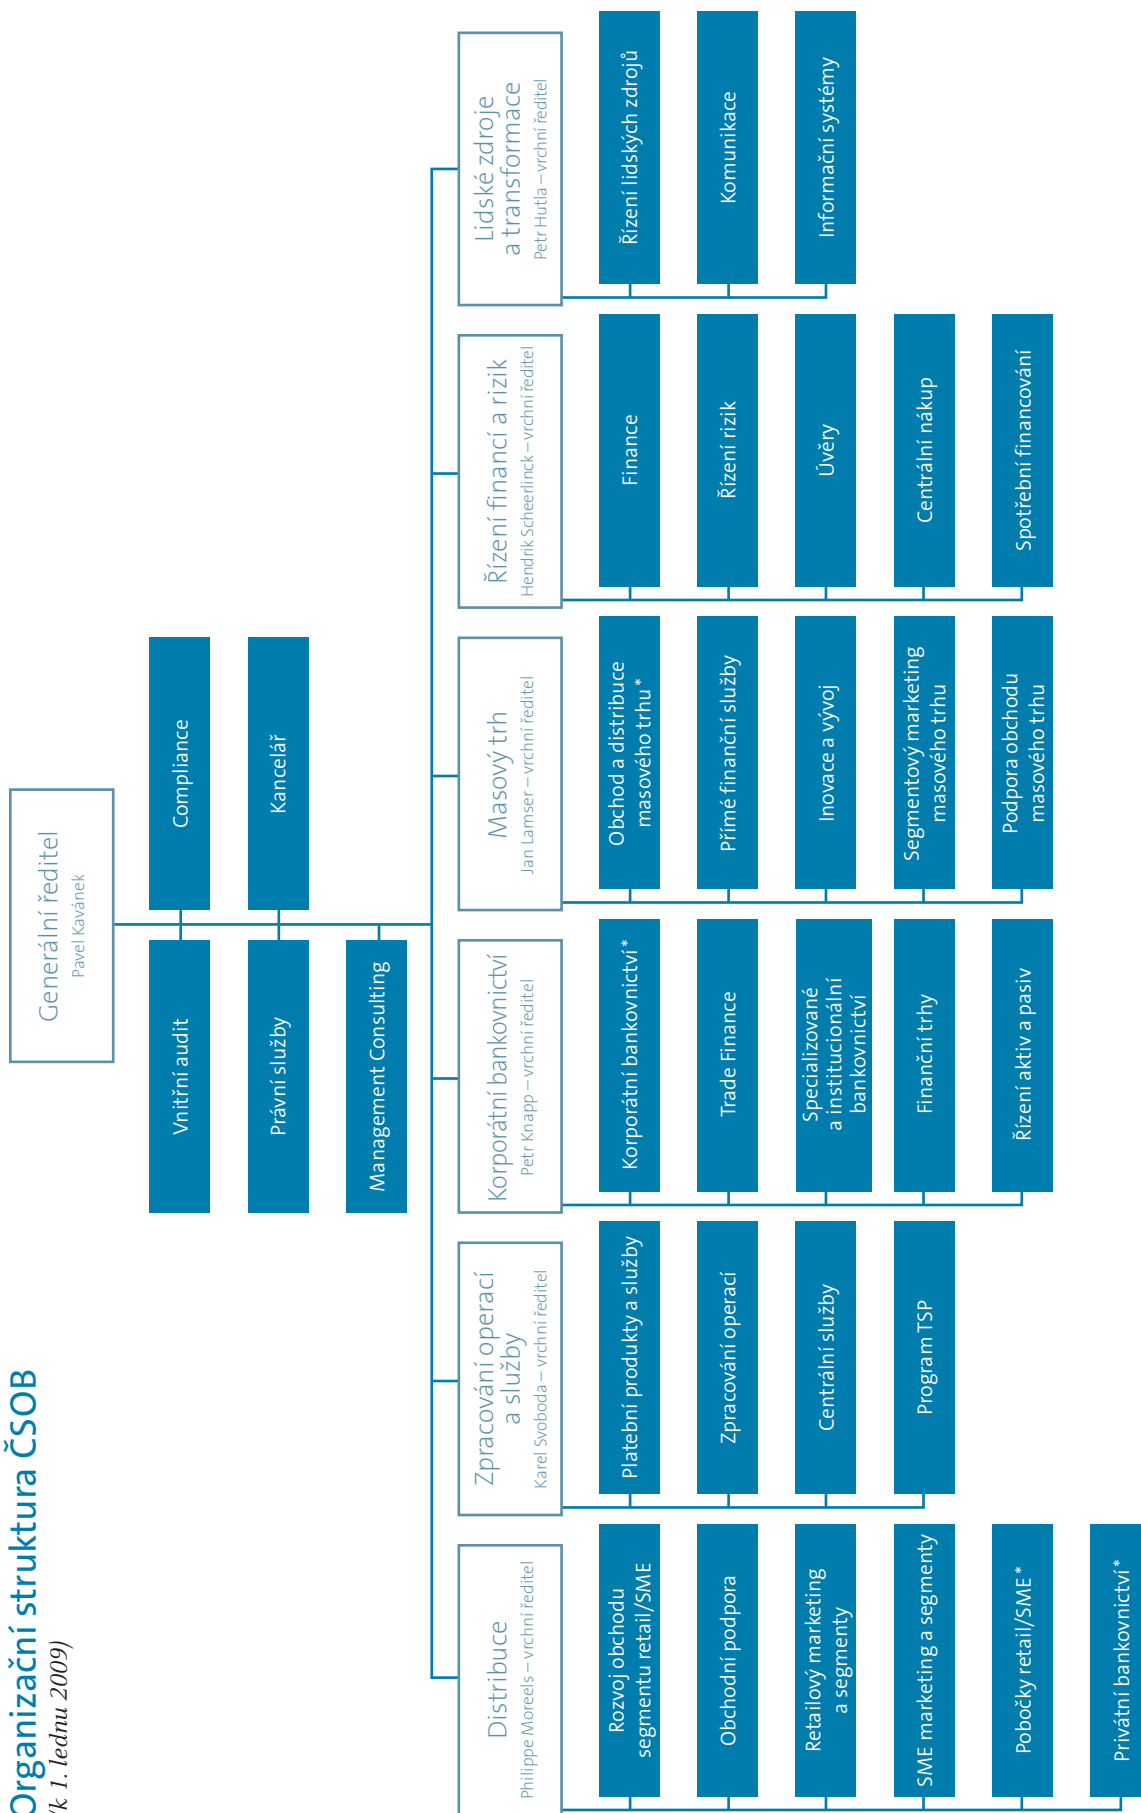 Organizační struktura ČSOB
(k 1. lednu 2009)
Generální ředitel
Pavel Kavánek
Vnitřní audit
Compliance
Právní služby
Kancelář
Management Consulting
Distribuce
Philippe Moreels – vrchní ředitel
Rozvoj obchodu
segmentu retail/SME
Obchodní podpora
Retailový marketing
a segmenty
SME marketing a segmenty
Pobočky retail/SME*
Privátní bankovnictví*
Zpracování operací
a služby
Karel Svoboda – vrchní ředitel
Platební produkty a služby
Zpracování operací
Centrální služby
Program TSP
Korporátní bankovnictví
Petr Knapp – vrchní ředitel
Korporátní bankovnictví*
Trade Finance
Specializované
a institucionální
bankovnictví
Finanční trhy
Řízení aktiv a pasiv
Masový trh
Jan Lamser – vrchní ředitel
Obchod a distribuce
masového trhu*
Přímé finanční služby
Inovace a vývoj
Segmentový marketing
masového trhu
Podpora obchodu
masového trhu
Řízení financí a rizik
Hendrik Scheerlinck – vrchní ředitel
Finance
Řízení rizik
Úvěry
Centrální nákup
Spotřební financování
Lidské zdroje
a transformace
Petr Hutla – vrchní ředitel
Řízení lidských zdrojů
Komunikace
Informační systémy